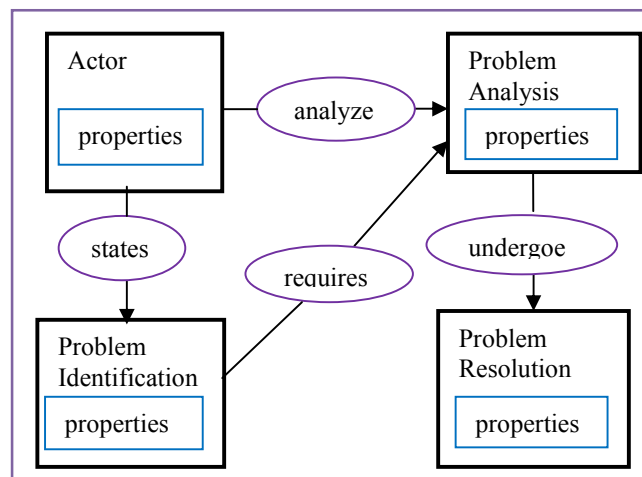 Actor
properties
analyze
Problem
Analysis
properties
states
requires
undergoe
Problem
Identification
properties
Problem
Resolution
properties